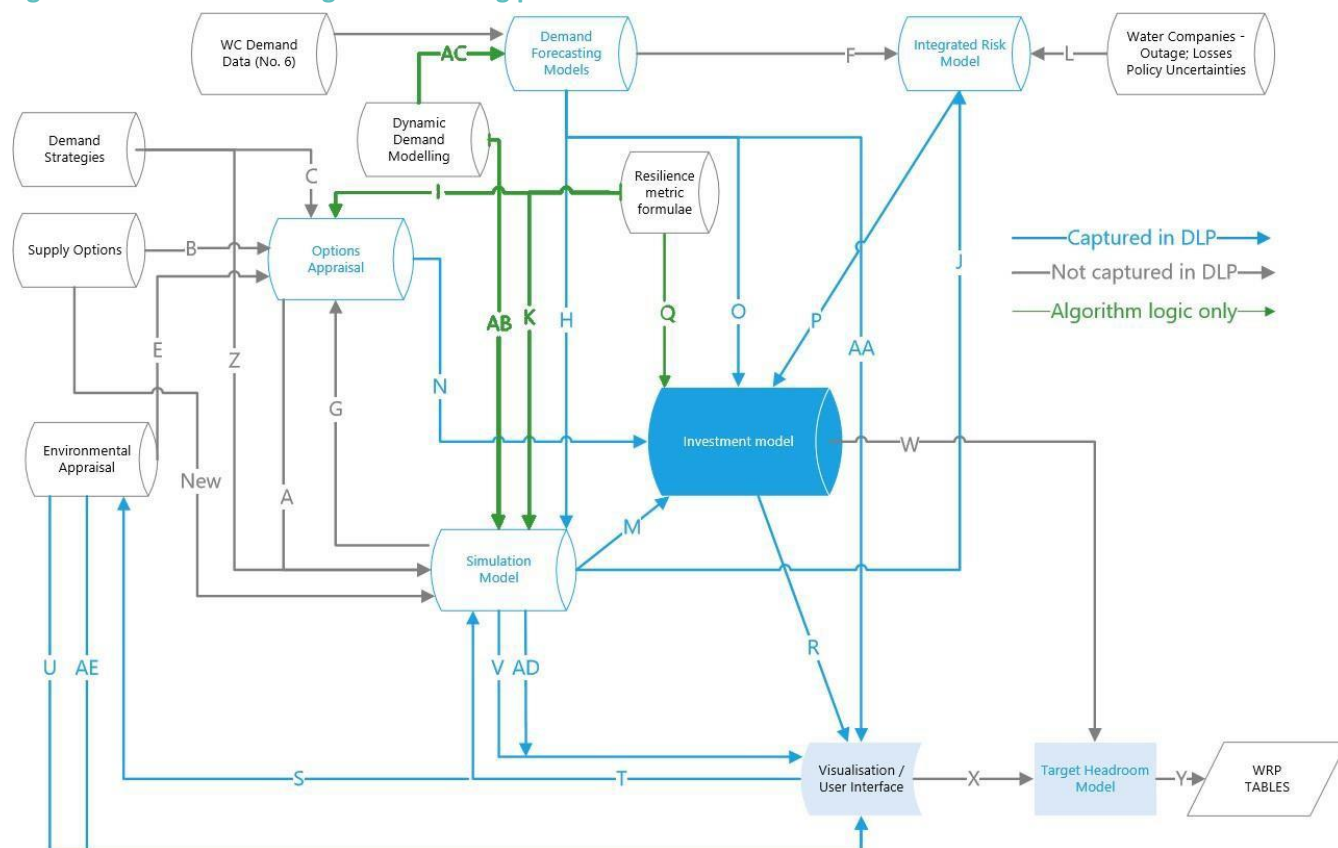 WC Demand
Data (No. 6)
AC
Demand
Forecasting
Models
F
Integrated Risk
Model
L
Water Companies -
Outage; Losses
Policy Uncertainties
Dynamic
Demand
Modelling
Demand
Strategies
C
I
Resilience
metric
formulae
Supply Options
B
Options
Appraisal
Captured in DLP
Not captured in DLP
Algorithm logic only
J
E
Z
G
N
AB
K
H
Q
O
P
AA
Investment model
W
Environmental
Appraisal
New
A
M
Simulation
Model
U
AE
V
AD
R
S
T
Visualisation /
User Interface
X
Target Headroom
Model
Y
WRP
TABLES